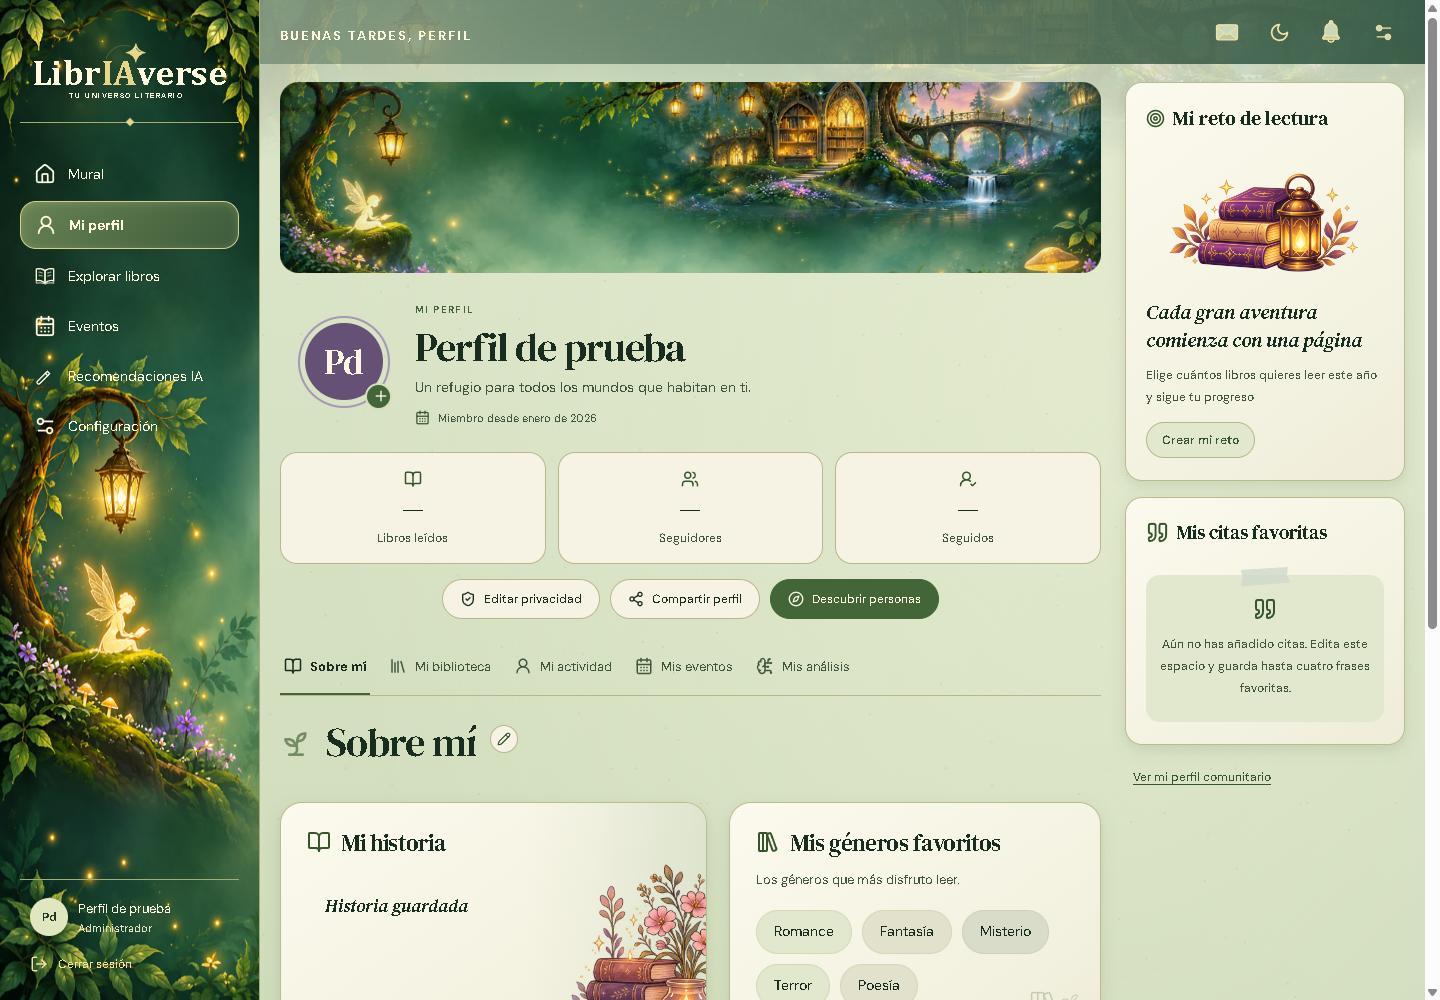 LibrIAverse
TU UNIVERSO LITERARIO
Mural
Mi perfil
Explorar libros
Eventos
Recomendaciones IA
Configuración
Pd
Perfil de prueba
Administrador
Cerrar sesión
BUENAS TARDES, PERFIL
Pd
MI PERFIL
Perfil de prueba
Un refugio para todos los mundos que habitan en ti.
Miembro desde enero de 2026
—
Libros leídos
—
Seguidores
—
Seguidos
Editar privacidad
Compartir perfil
Descubrir personas
Sobre mí
Mi biblioteca
Mi actividad
Mis eventos
Mis análisis
Sobre mí
Mi historia
Historia guardada
Mis géneros favoritos
Los géneros que más disfruto leer.
Romance
Fantasía
Misterio
Terror
Poesía
Mi reto de lectura
Cada gran aventura
comienza con una página
Elige cuántos libros quieres leer este año
y sigue tu progreso
Crear mi reto
Mis citas favoritas
Aún no has añadido citas. Edita este
espacio y guarda hasta cuatro frases
favoritas.
Ver mi perfil comunitario